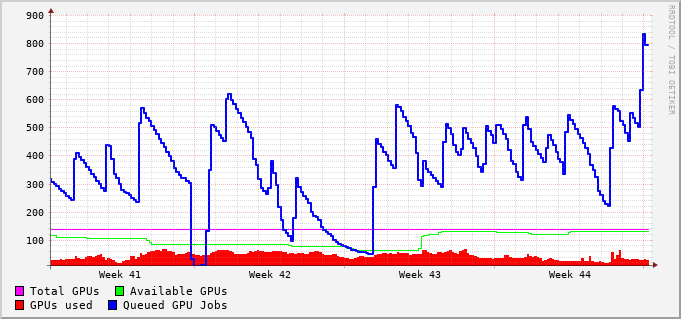 900
800
700
600
500
400
300
200
100
Week 41 Week 42 Week 43 Week 44
Total GPUs Available GPUs
GPUs used Queued GPU Jobs
RRDTOOL / TOBI OETIKER